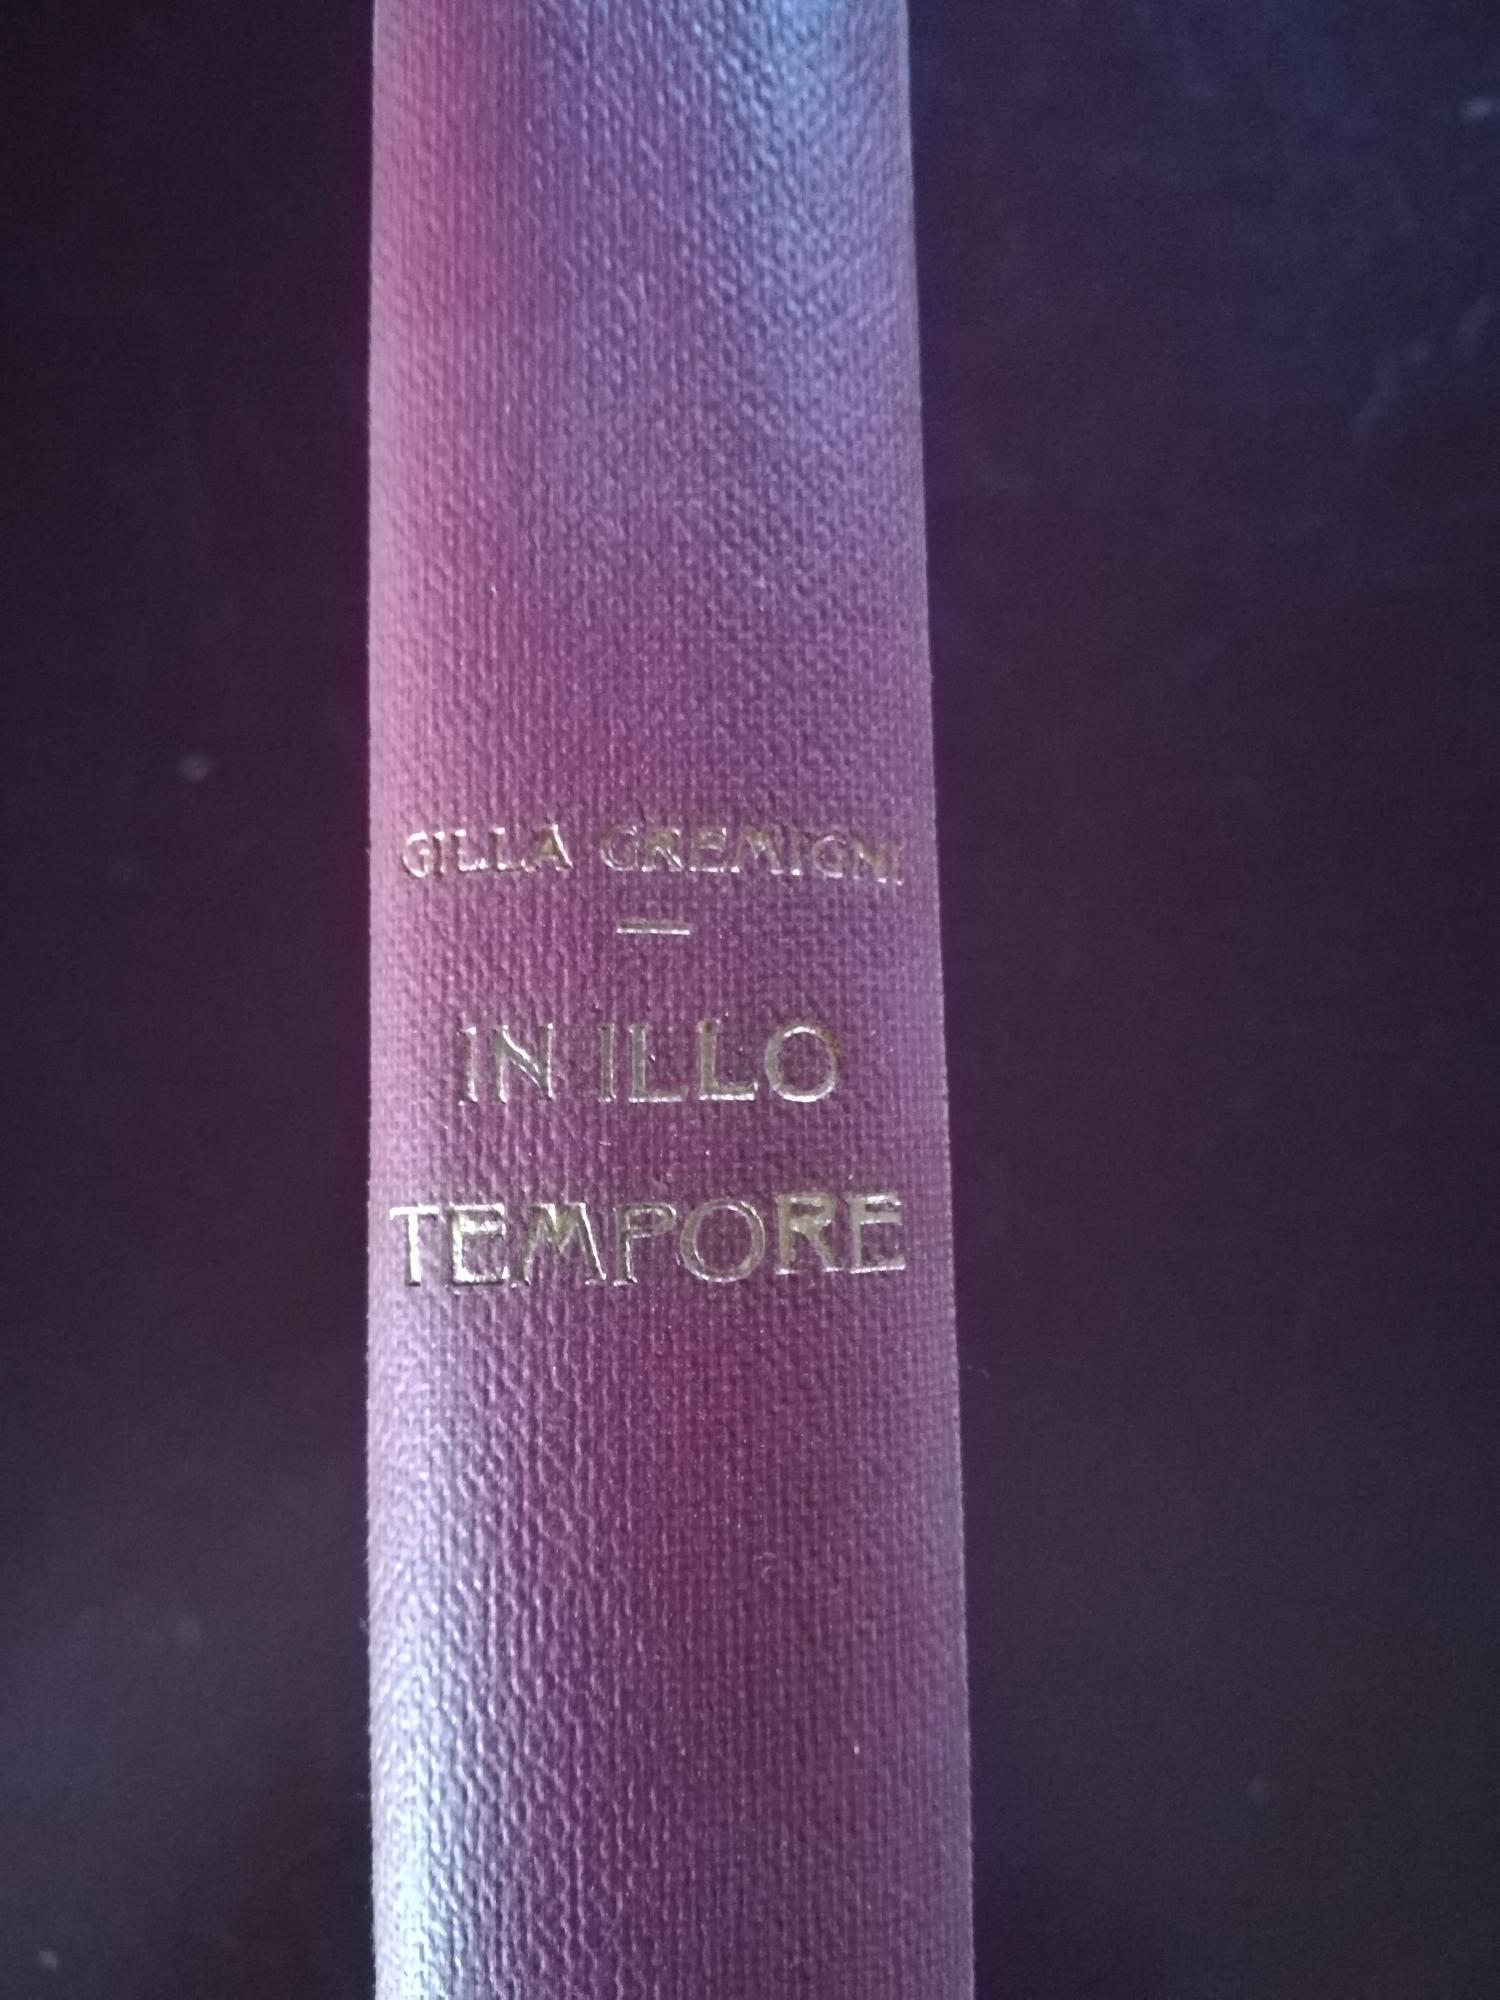 GILLA GREMIGNI
—
IN ILLO
TEMPORE